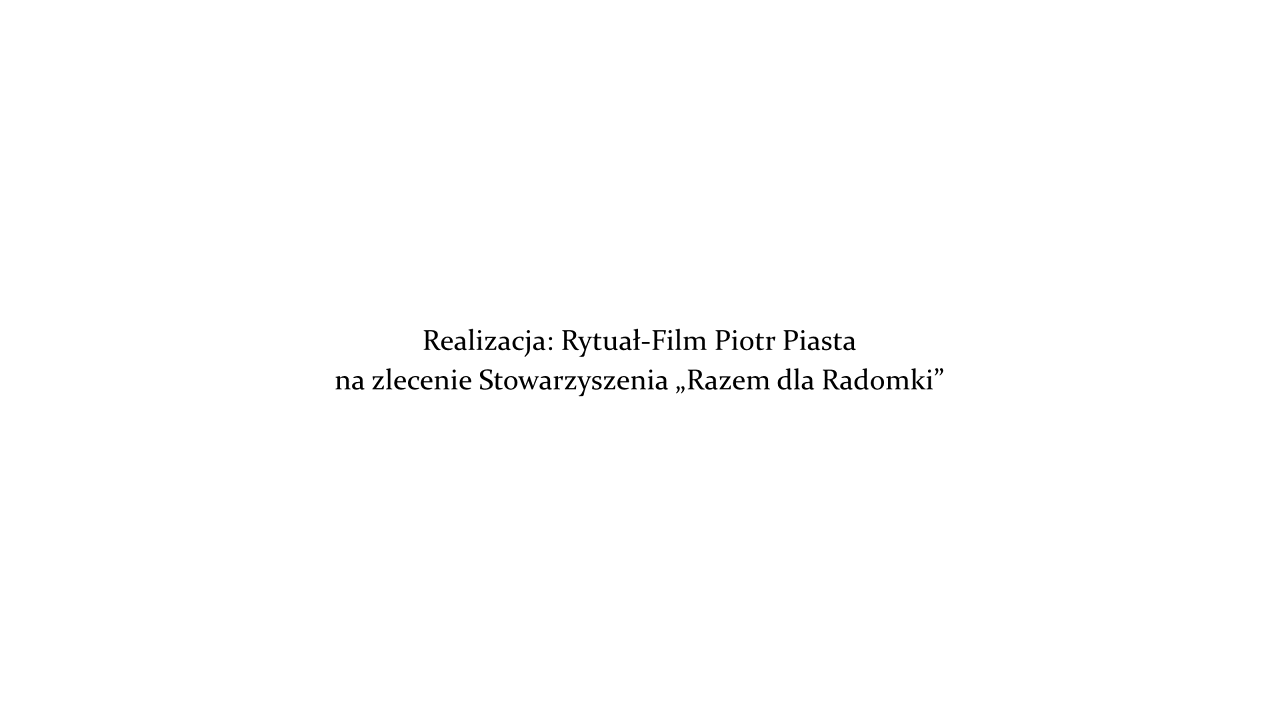 Realizacja: Rytuał-Film Piotr Piasta
na zlecenie Stowarzyszenia „Razem dla Radomki”